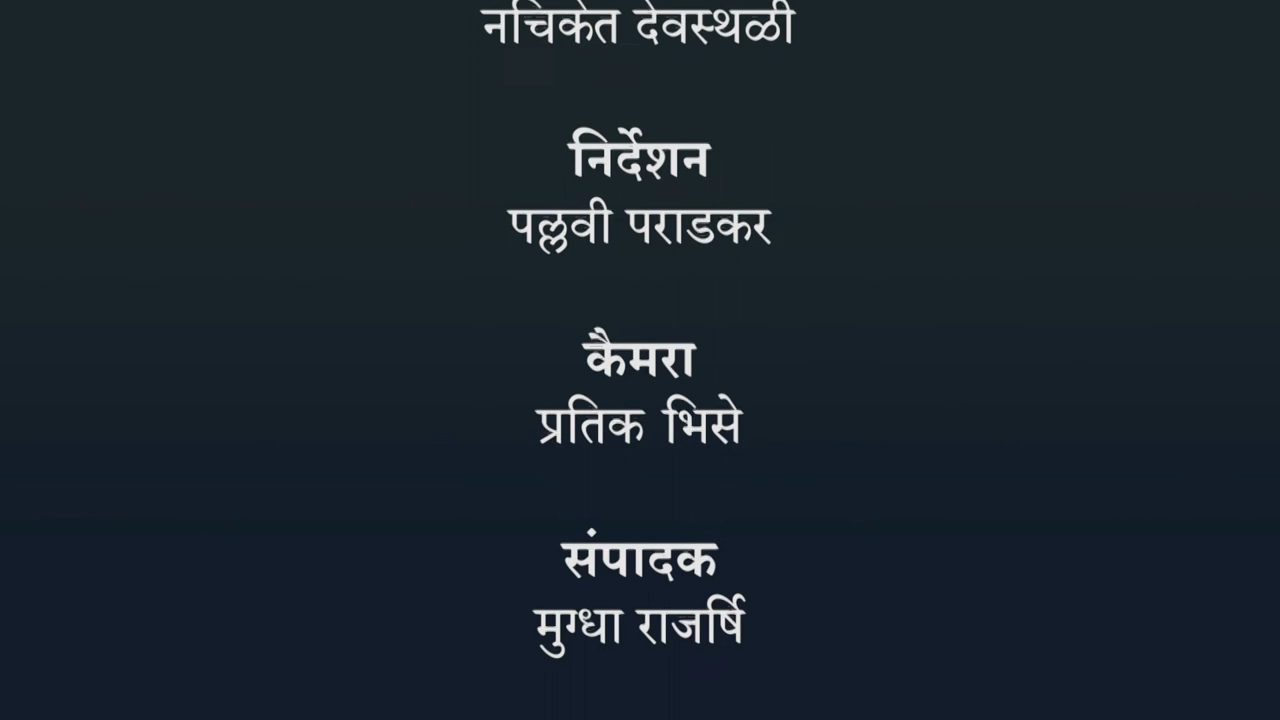 नचिकेत देवस्थळी
निर्देशन
पल्लवी पराडकर
कैमरा
प्रतिक भिसे
संपादक
मुग्धा राजर्षि